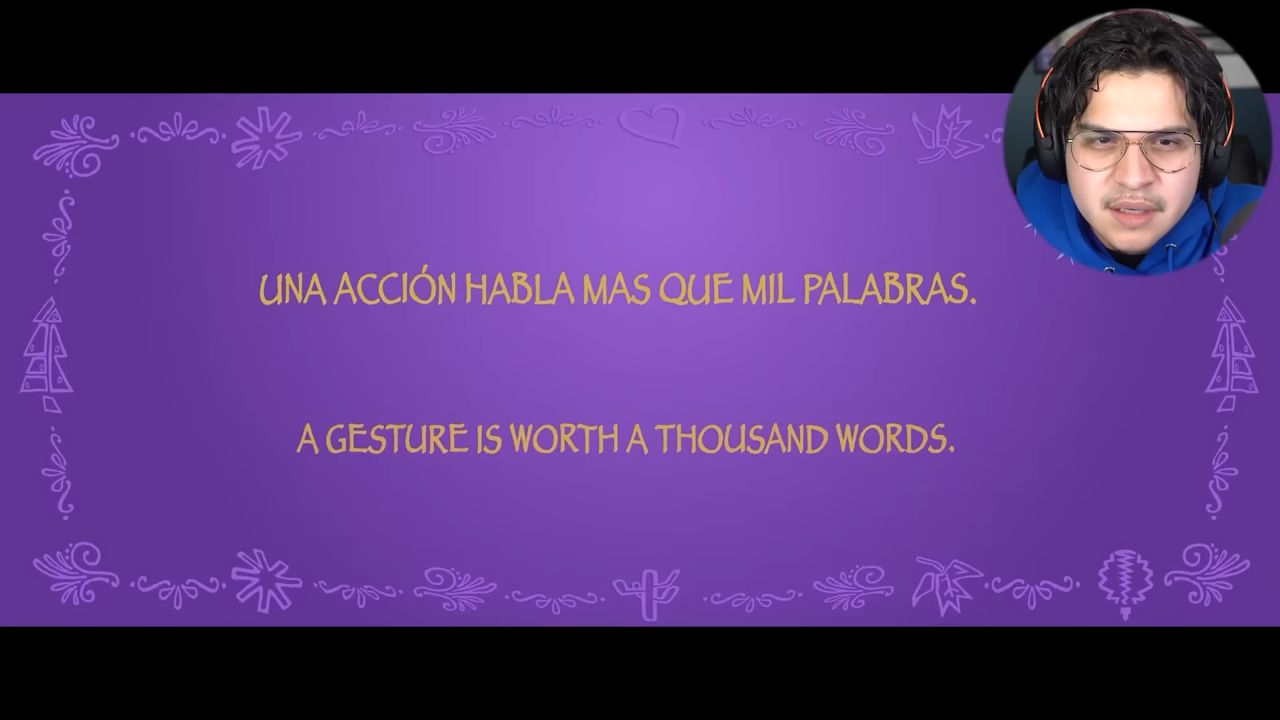 UNA ACCIÓN HABLA MAS QUE MIL PALABRAS.
A GESTURE IS WORTH A THOUSAND WORDS.